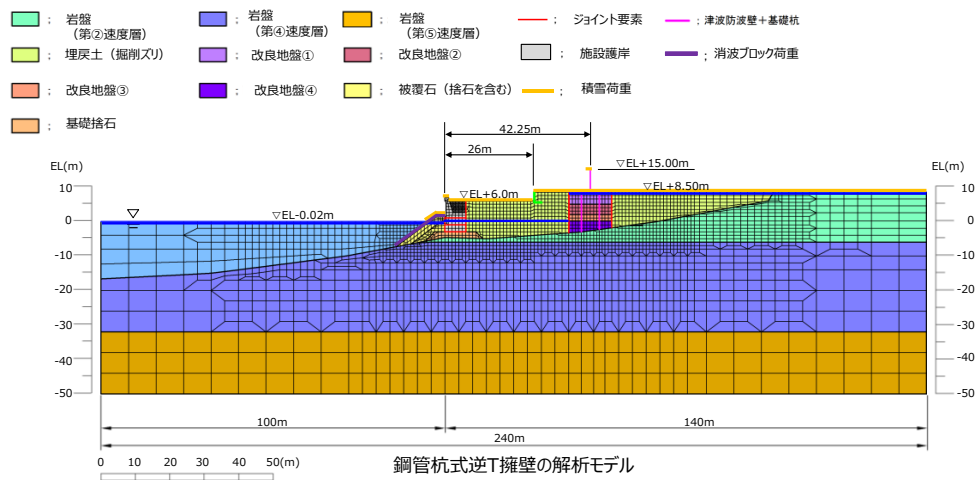 ; 岩盤 (第②速度層)
; 岩盤 (第④速度層)
; 岩盤 (第⑤速度層)
; ジョイント要素
; 津波防波壁+基礎杭
; 埋戻土(掘削ズリ)
; 改良地盤①
; 改良地盤②
; 施設護岸
; 消波ブロック荷重
; 改良地盤③
; 改良地盤④
; 被覆石(捨石を含む)
; 積雪荷重
; 基礎捨石
42.25m
26m
EL(m)
EL(m)
▽EL+15.00m
▽EL+6.0m
▽EL+8.50m
▽EL-0.02m
▽
10
0
-10
-20
-30
-40
-50
10
0
-10
-20
-30
-40
-50
100m
140m
240m
0 10 20 30 40 50(m)
鋼管杭式逆T擁壁の解析モデル